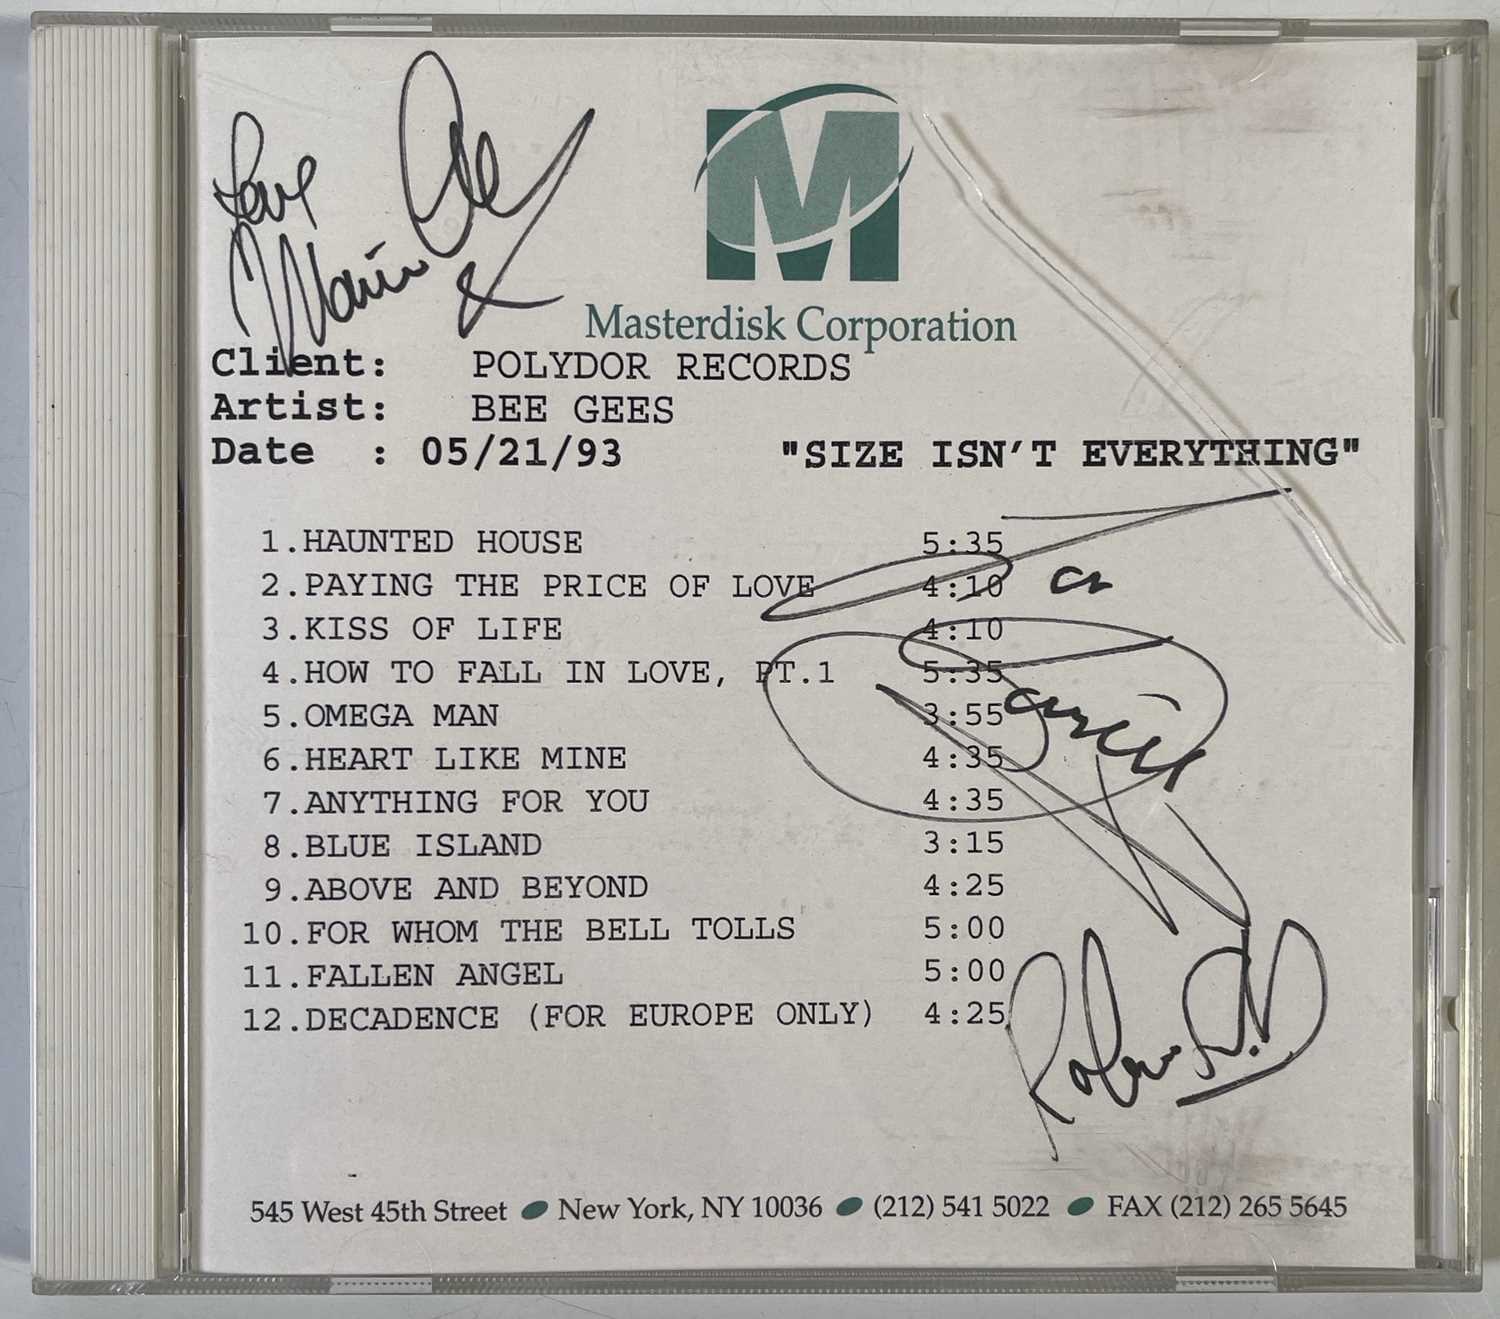 Love
Maurice
Masterdisk Corporation
Client: POLYDOR RECORDS
Artist: BEE GEES
Date : 05/21/93 "SIZE ISN'T EVERYTHING"
1.HAUNTED HOUSE 5:35
2.PAYING THE PRICE OF LOVE 4:10
3.KISS OF LIFE 4:10
4.HOW TO FALL IN LOVE, PT.1 5:35
5.OMEGA MAN 3:55
6.HEART LIKE MINE 4:35
7.ANYTHING FOR YOU 4:35
8.BLUE ISLAND 3:15
9.ABOVE AND BEYOND 4:25
10.FOR WHOM THE BELL TOLLS 5:00
11.FALLEN ANGEL 5:00
12.DECADENCE (FOR EUROPE ONLY) 4:25
Robin
545 West 45th Street New York, NY 10036 (212) 541 5022 FAX (212) 265 5645